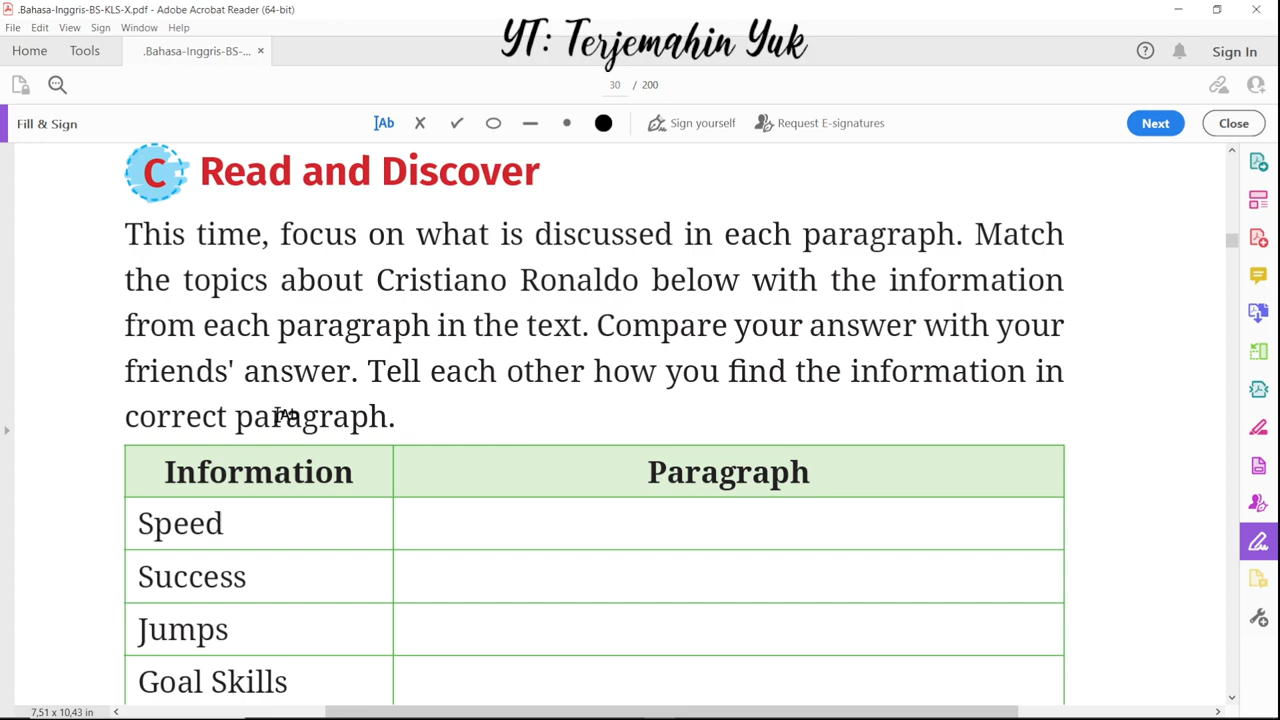 .Bahasa-Inggris-BS-KLS-X.pdf - Adobe Acrobat Reader (64-bit)
File Edit View Sign Window Help
YT: Terjemahin Yuk
Home Tools .Bahasa-Inggris-BS-... Sign In
30 / 200
Fill & Sign Ab Sign yourself Request E-signatures Next Close
C Read and Discover
This time, focus on what is discussed in each paragraph. Match
the topics about Cristiano Ronaldo below with the information
from each paragraph in the text. Compare your answer with your
friends' answer. Tell each other how you find the information in
correct paragraph.
Information Paragraph
Speed
Success
Jumps
Goal Skills
7,51 x 10,43 in